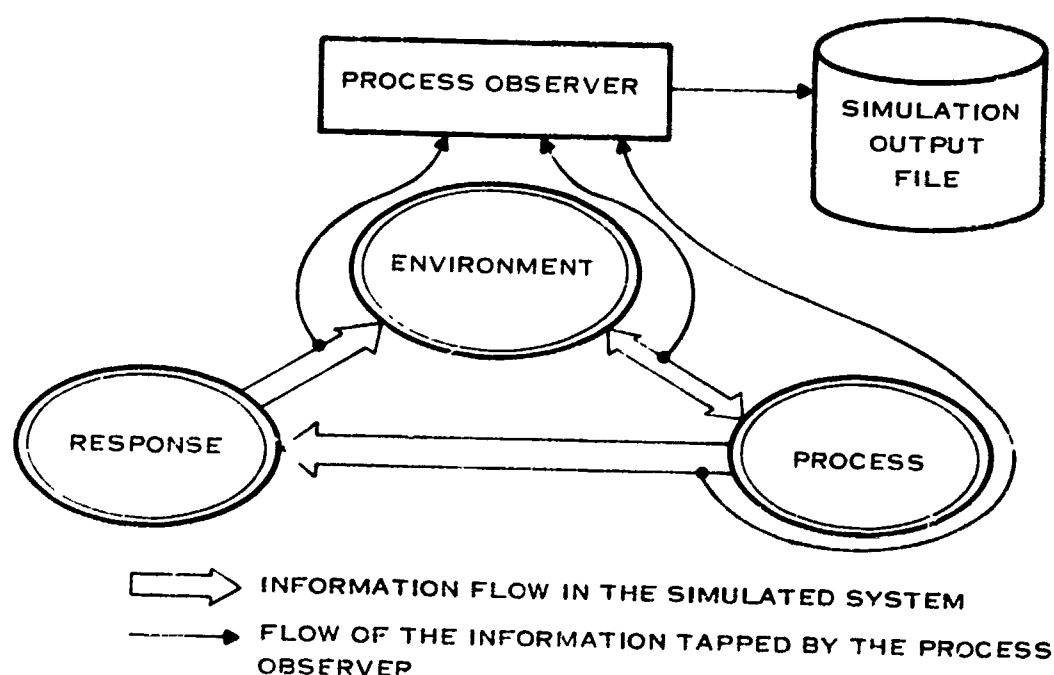 PROCESS OBSERVER
SIMULATION
OUTPUT
FILE
ENVIRONMENT
RESPONSE
PROCESS
INFORMATION FLOW IN THE SIMULATED SYSTEM
FLOW OF THE INFORMATION TAPPED BY THE PROCESS
OBSERVER